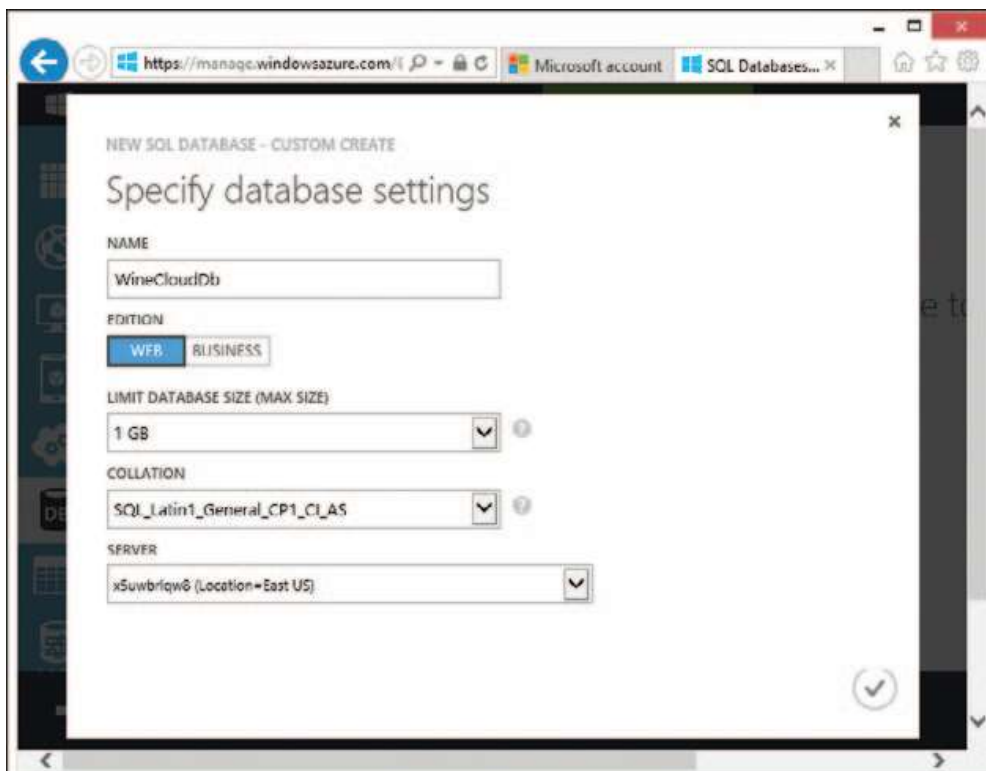 https://manage.windowsazure.com/
Microsoft account
SQL Databases...
NEW SQL DATABASE - CUSTOM CREATE
Specify database settings
NAME
WineCloudDb
EDITION
WEB BUSINESS
LIMIT DATABASE SIZE (MAX SIZE)
1 GB
COLLATION
SQL_Latin1_General_CP1_CI_AS
SERVER
(Location=East US)
DB